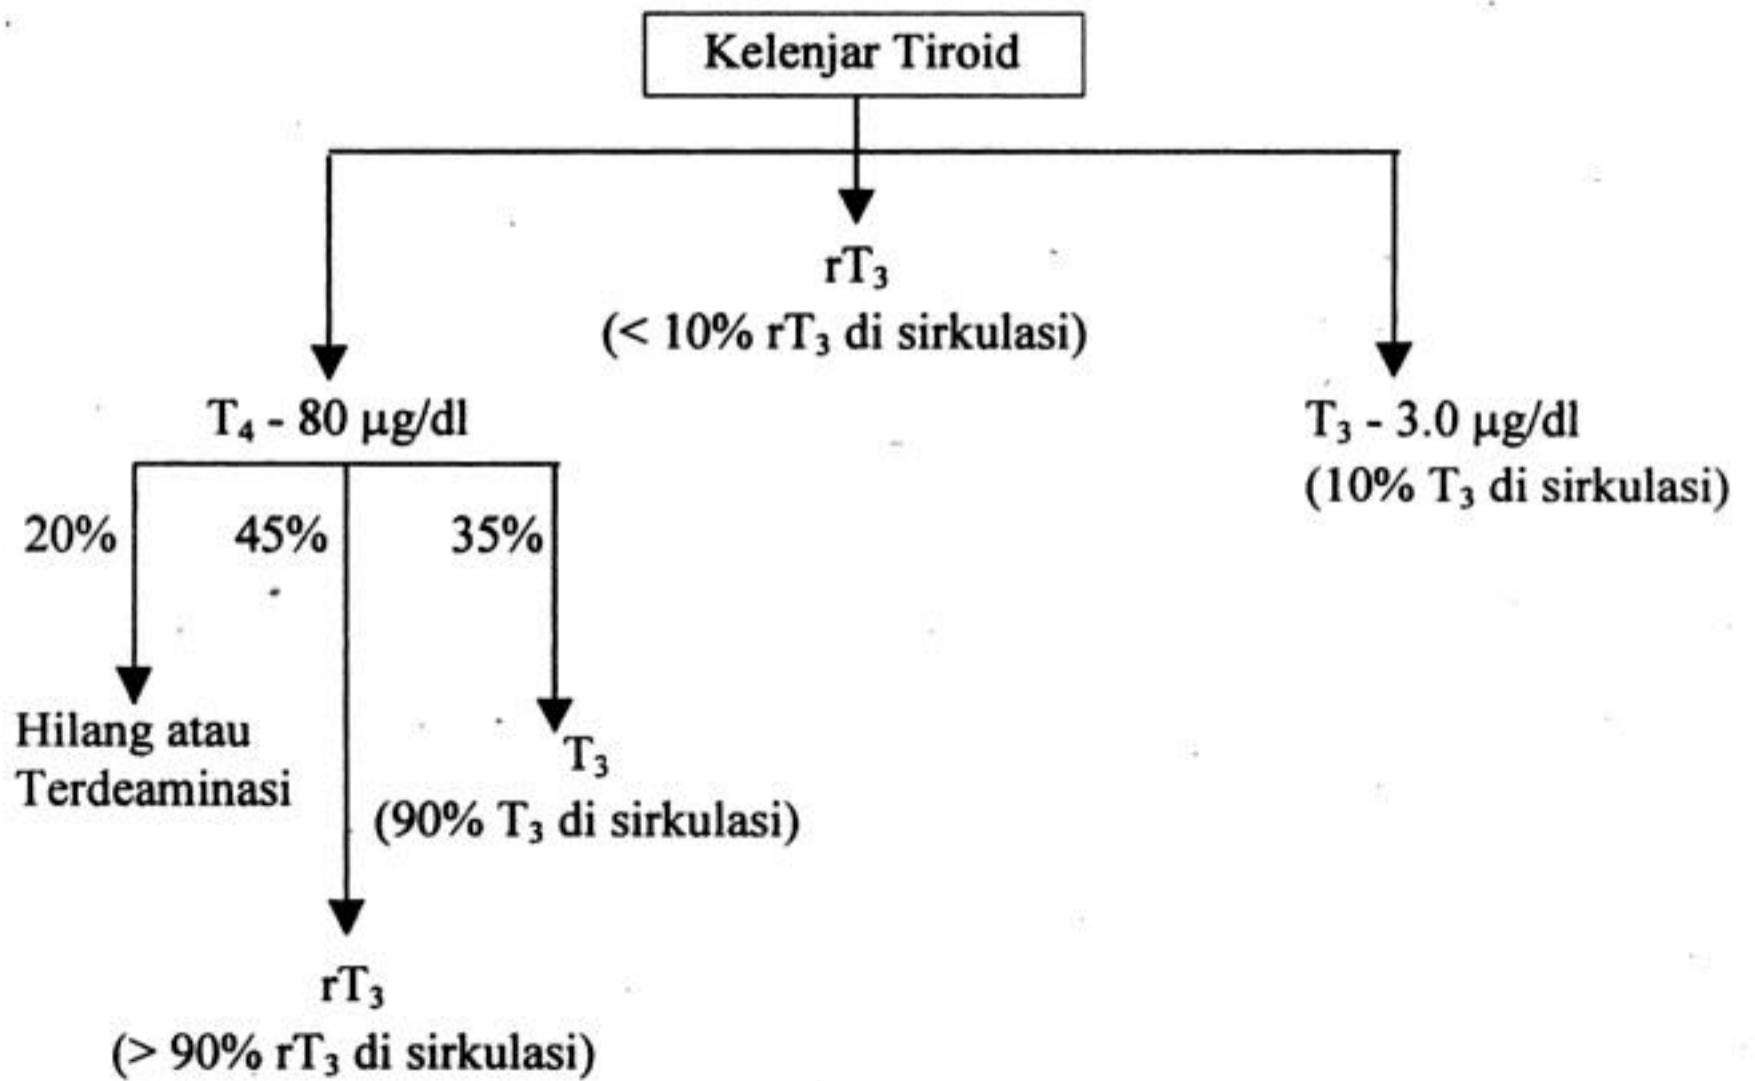 Kelenjar Tiroid
rT₃
(< 10% rT₃ di sirkulasi)
T₄ - 80 µg/dl
T₃ - 3.0 µg/dl
(10% T₃ di sirkulasi)
20%
45%
35%
Hilang atau
Terdeaminasi
T₃
(90% T₃ di sirkulasi)
rT₃
(> 90% rT₃ di sirkulasi)